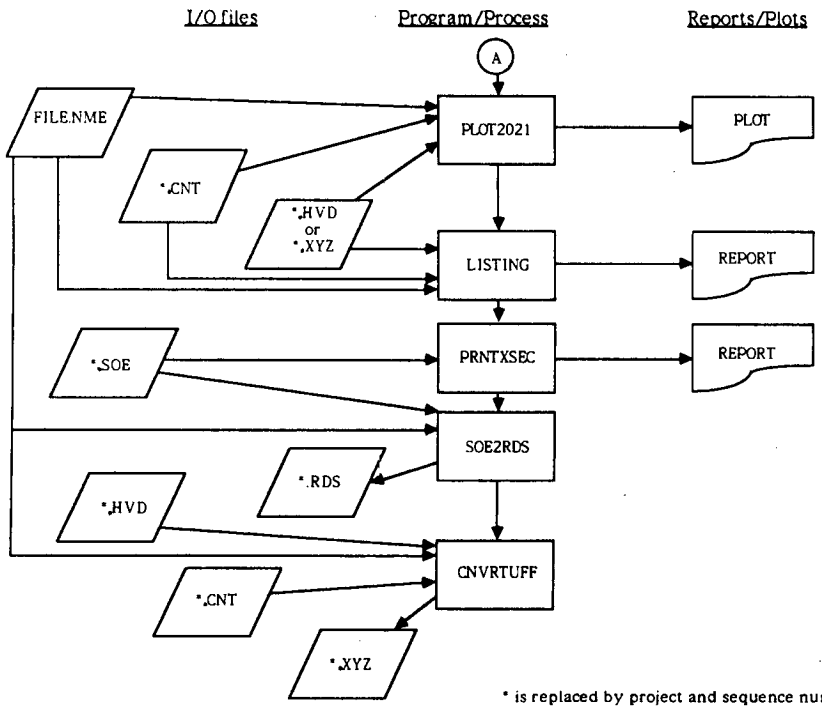 I/O files
Program/Process
Reports/Plots
A
FILE.NME
PLOT2021
PLOT
*.CNT
*.HVD
or
*.XYZ
LISTING
REPORT
*.SOE
PRNTXSEC
REPORT
SOE2RDS
*.RDS
*.HVD
CNVRTUFF
*.CNT
*.XYZ
* is replaced by project and sequence